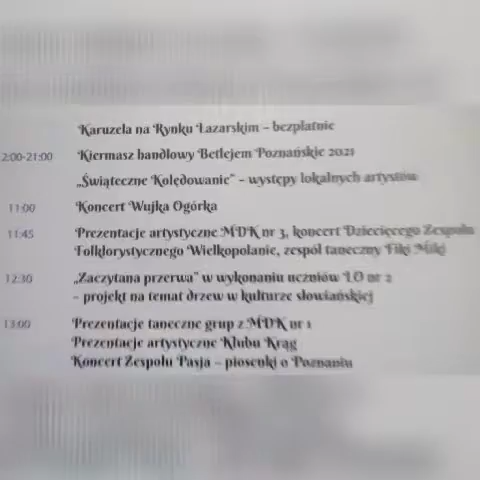 Karuzela na Rynku Łazarskim – bezpłatnie
2:00-21:00 Kiermasz handlowy Betlejem Poznańskie 2021
„Świąteczne Kolędowanie” – występy lokalnych artystów
11:00 Koncert Wujka Ogórka
11:45 Prezentacje artystyczne MDK nr 3, koncert Dziecięcego Zespołu
Folklorystycznego Wielkopolanie, zespół taneczny Fiki Miki
12:30 „Zaczytana przerwa” w wykonaniu uczniów LO nr 2
– projekt na temat drzew w kulturze słowiańskiej
13:00 Prezentacje taneczne grup z MDK nr 1
Prezentacje artystyczne Klubu Krąg
Koncert Zespołu Pasja – piosenki o Poznaniu